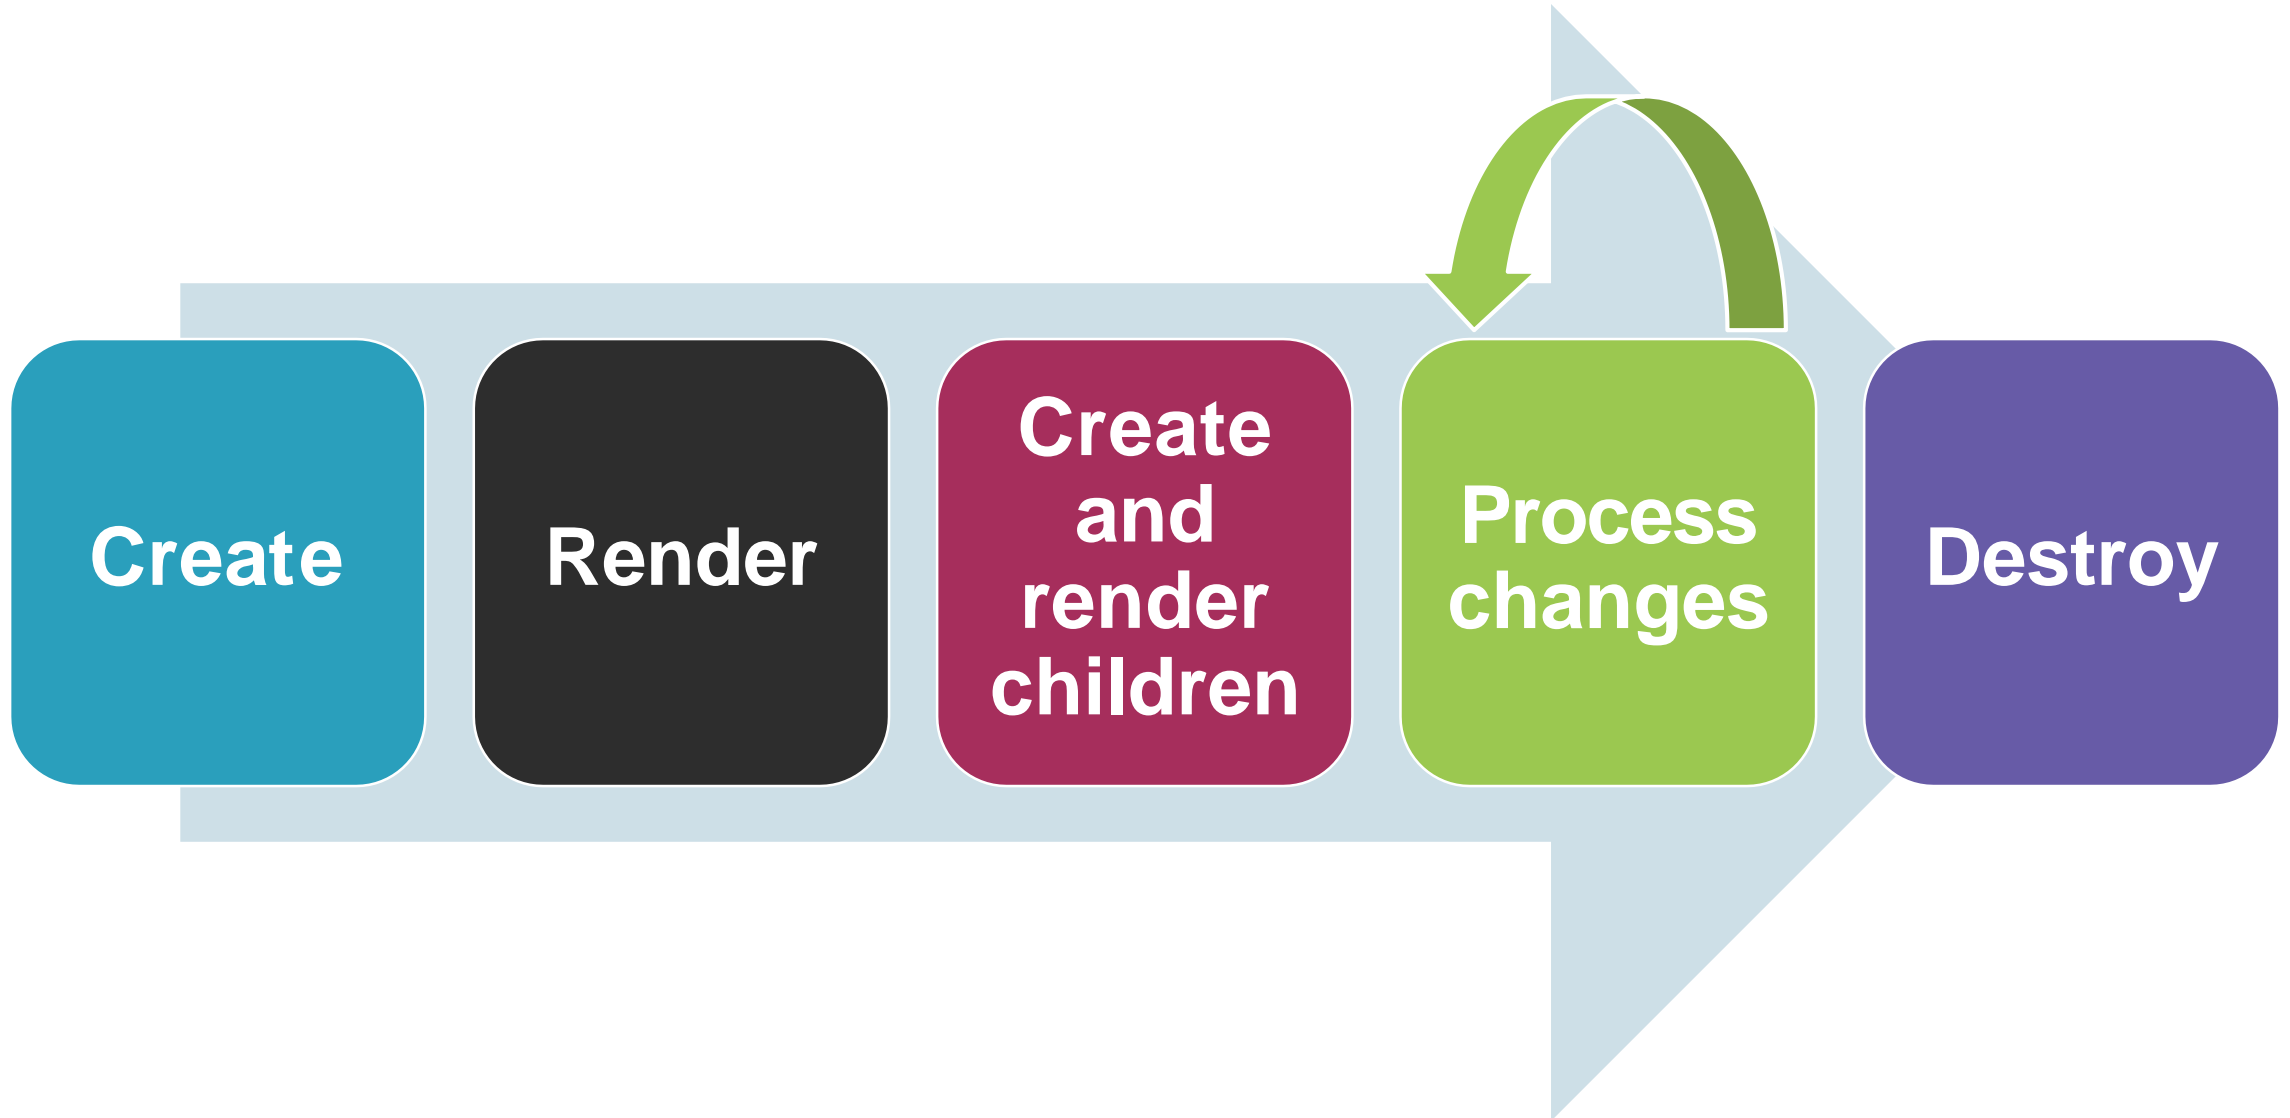 Create
Render
Create
and
render
children
Process
changes
Destroy